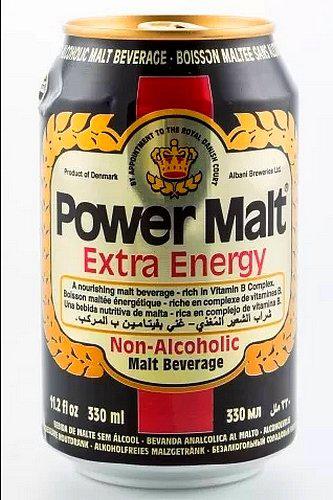 ALCOHOLIC MALT BEVERAGE · BOISSON MALTEE SANS
BY APPOINTMENT TO THE ROYAL DANISH COURT
Product of Denmark
Albani Breweries Ltd.
Power Malt®
Extra Energy
A nourishing malt beverage - rich in Vitamin B Complex.
Boisson maltée énergétique - riche en complexe de vitamines B.
Una bebida nutritiva de malta - rica en complejo de vitamina B.
شراب الشعير المغذي - غني بفيتامين ب المركب.
Non-Alcoholic
Malt Beverage
11.2 fl oz 330 ml
330 мл ٣٣٠ مل
BEBIDA DE MALTE SEM ÁLCOOL - BEVANDA ANALCOLICA AL MALTO -
ALKOHOLFREIES MALZGETRÄNK - БЕЗАЛКОГОЛЬНЫЙ СОЛОДОВЫЙ